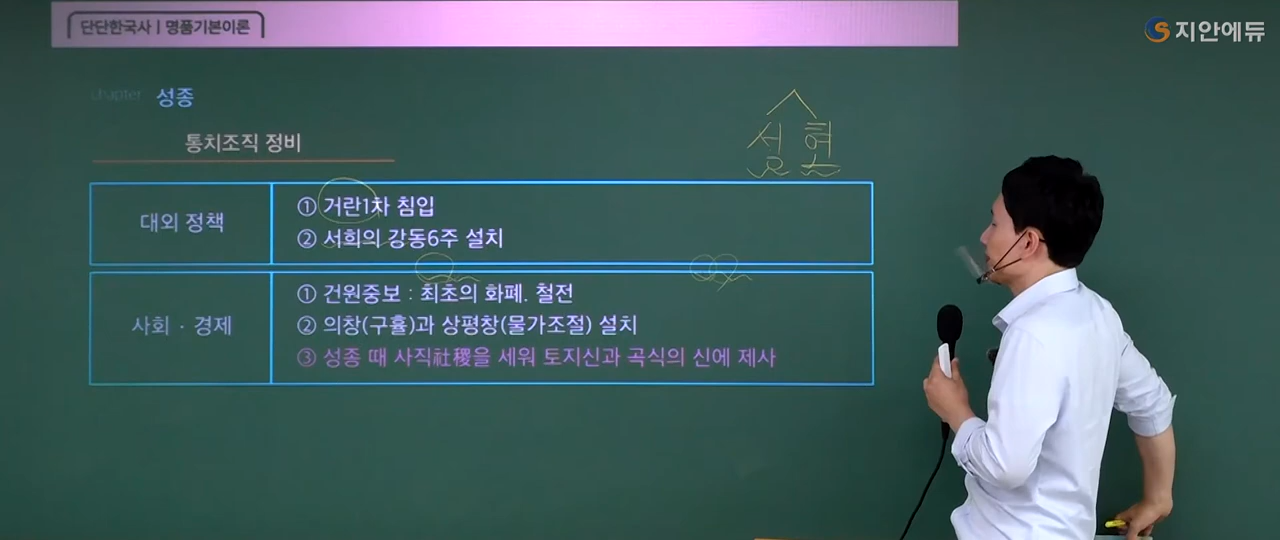 단단한국사 | 명품기본이론
지안에듀
chapter 성종
통치조직 정비
대외 정책
① 거란1차 침입
② 서희의 강동6주 설치
사회 · 경제
① 건원중보 : 최초의 화폐. 철전
② 의창(구휼)과 상평창(물가조절) 설치
③ 성종 때 사직社稷을 세워 토지신과 곡식의 신에 제사